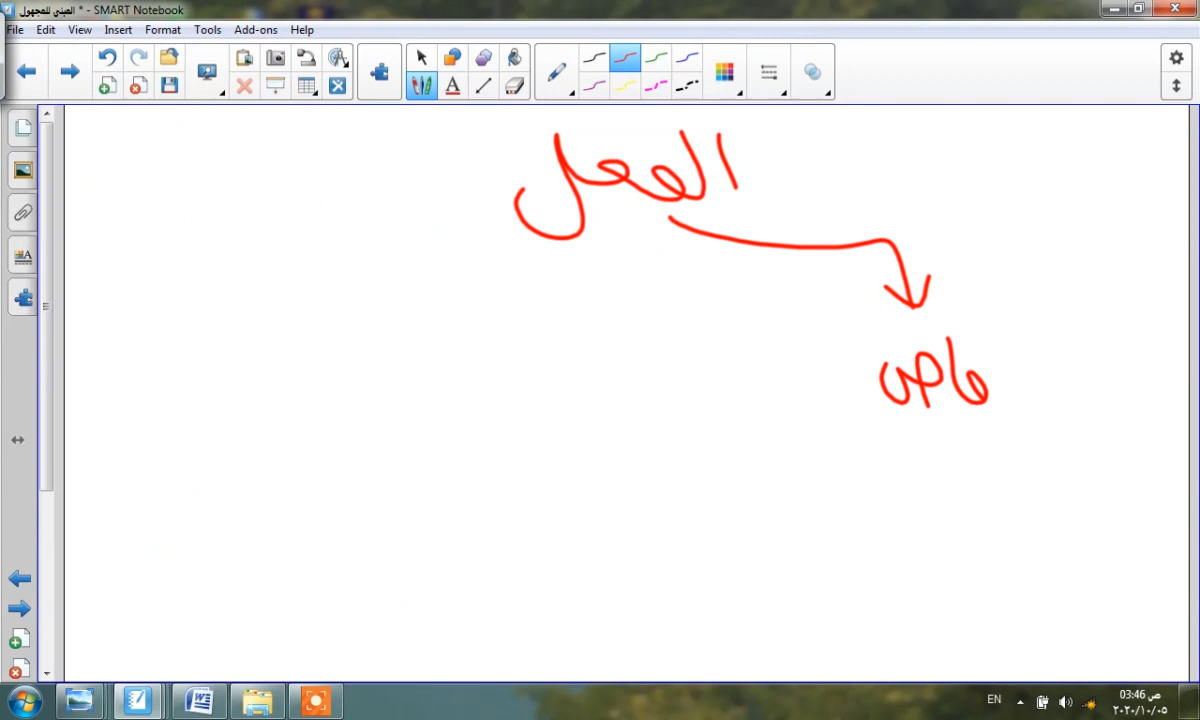 المبني للمجهول * - SMART Notebook
File Edit View Insert Format Tools Add-ons Help
الفعل
ماضي
EN
03:46 ص
٢٠٢٠/١٠/٠٥